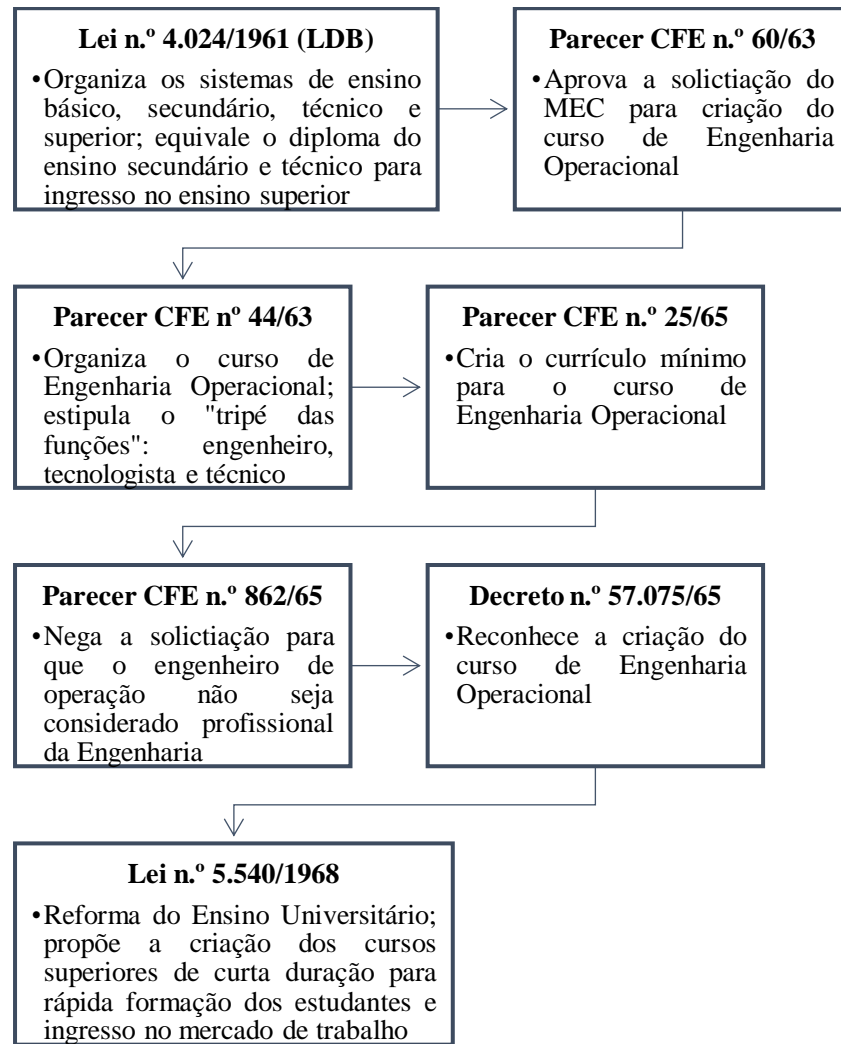 Lei n.º 4.024/1961 (LDB)
•Organiza os sistemas de ensino
básico, secundário, técnico e
superior; equivale o diploma do
ensino secundário e técnico para
ingresso no ensino superior
Parecer CFE n.º 60/63
•Aprova a solictiação do
MEC para criação do
curso de Engenharia
Operacional
Parecer CFE nº 44/63
•Organiza o curso de
Engenharia Operacional;
estipula o "tripé das
funções": engenheiro,
tecnologista e técnico
Parecer CFE n.º 25/65
•Cria o currículo mínimo
para o curso de
Engenharia Operacional
Parecer CFE n.º 862/65
•Nega a solictiação para
que o engenheiro de
operação não seja
considerado profissional
da Engenharia
Decreto n.º 57.075/65
•Reconhece a criação do
curso de Engenharia
Operacional
Lei n.º 5.540/1968
•Reforma do Ensino Universitário;
propõe a criação dos cursos
superiores de curta duração para
rápida formação dos estudantes e
ingresso no mercado de trabalho